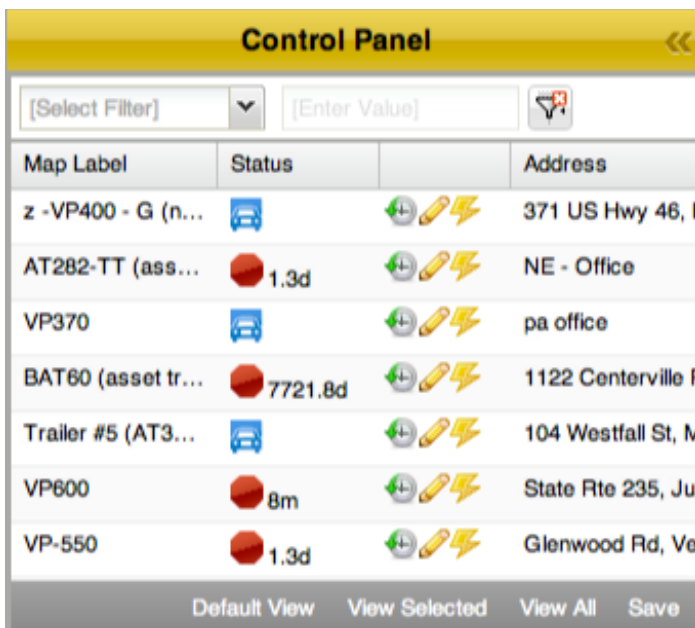 Control Panel
[Select Filter] [Enter Value]
Map Label Status Address
z -VP400 - G (n... 371 US Hwy 46,
AT282-TT (ass... 1.3d NE - Office
VP370 pa office
BAT60 (asset tr... 7721.8d 1122 Centerville
Trailer #5 (AT3... 104 Westfall St,
VP600 8m State Rte 235, Ju
VP-550 1.3d Glenwood Rd, Ve
Default View View Selected View All Save